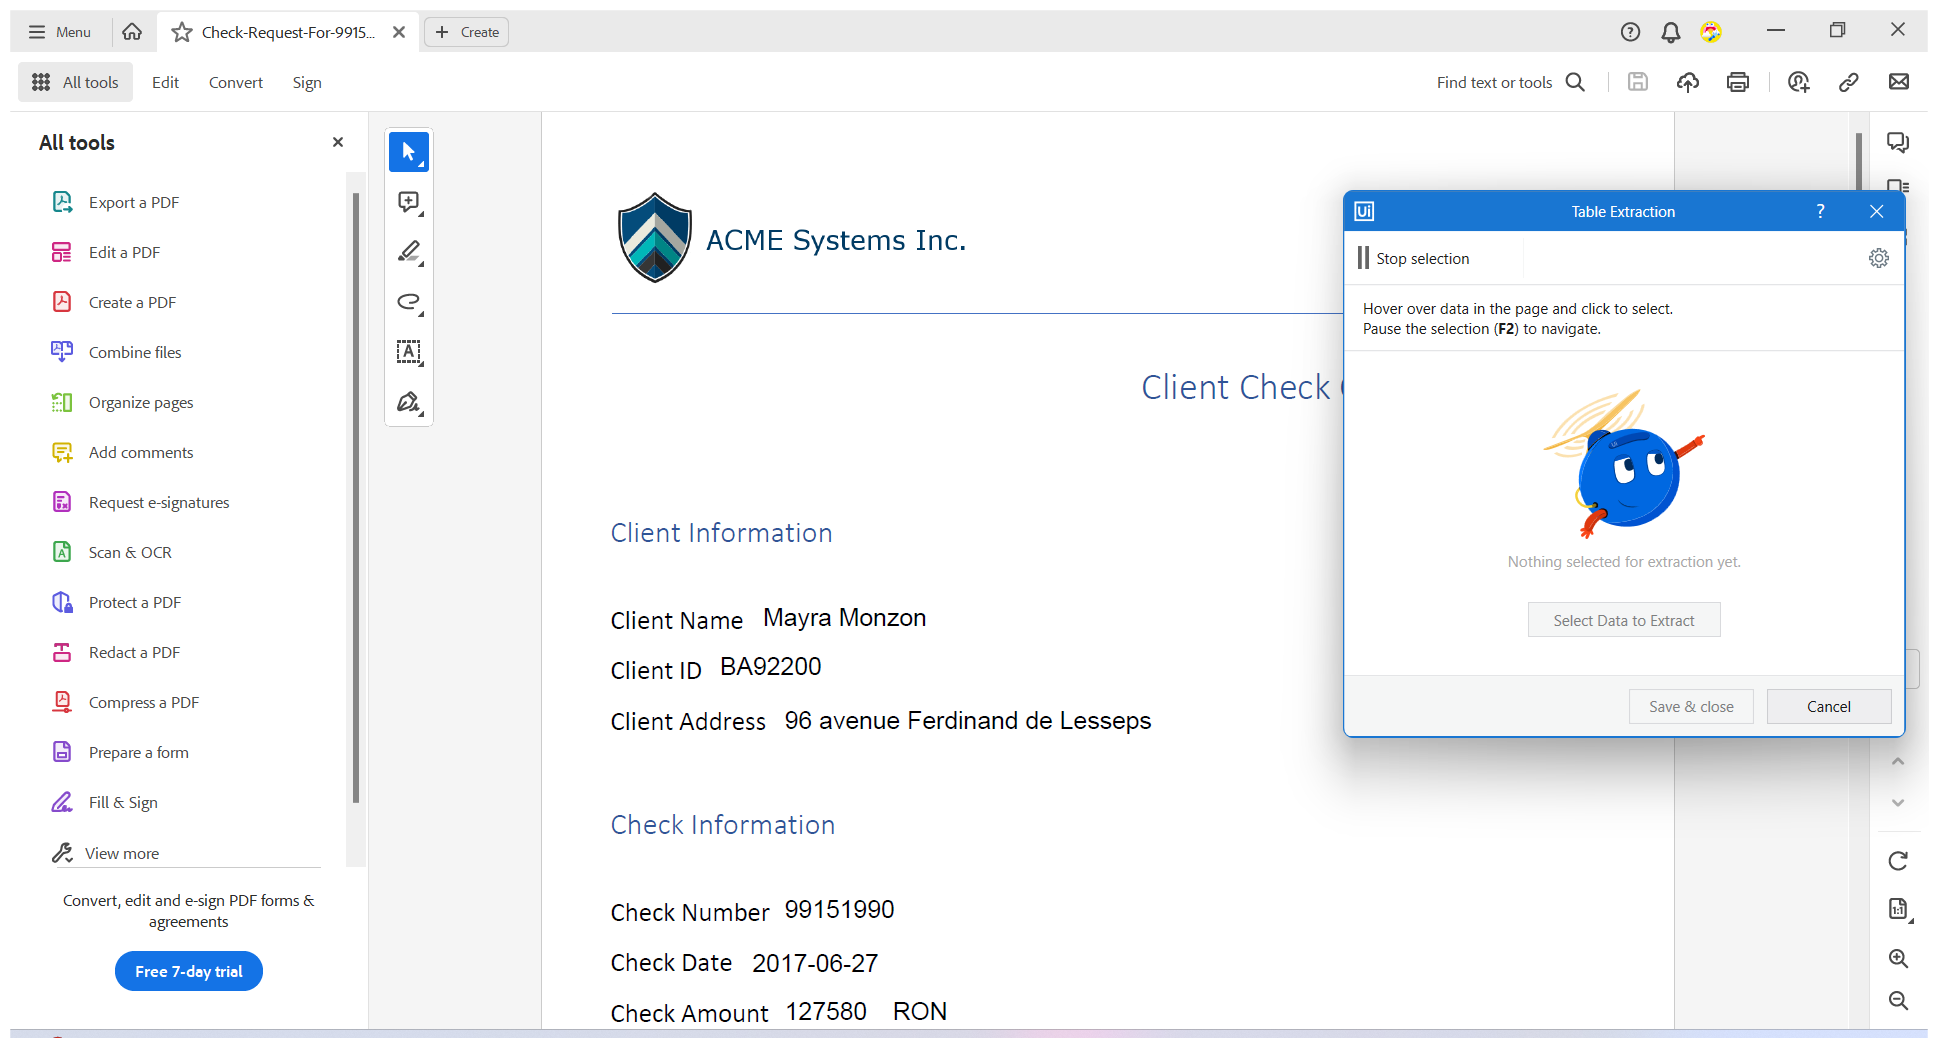 Menu
Check-Request-For-9915...
Create
All tools
Edit
Convert
Sign
Find text or tools
All tools
Export a PDF
Edit a PDF
Create a PDF
Combine files
Organize pages
Add comments
Request e-signatures
Scan & OCR
Protect a PDF
Redact a PDF
Compress a PDF
Prepare a form
Fill & Sign
View more
Convert, edit and e-sign PDF forms &
agreements
Free 7-day trial
ACME Systems Inc.
Client Check
Client Information
Client Name Mayra Monzon
Client ID BA92200
Client Address 96 avenue Ferdinand de Lesseps
Check Information
Check Number 99151990
Check Date 2017-06-27
Check Amount 127580 RON
Ui
Table Extraction
?
Stop selection
Hover over data in the page and click to select.
Pause the selection (F2) to navigate.
Nothing selected for extraction yet.
Select Data to Extract
Save & close
Cancel
1:1